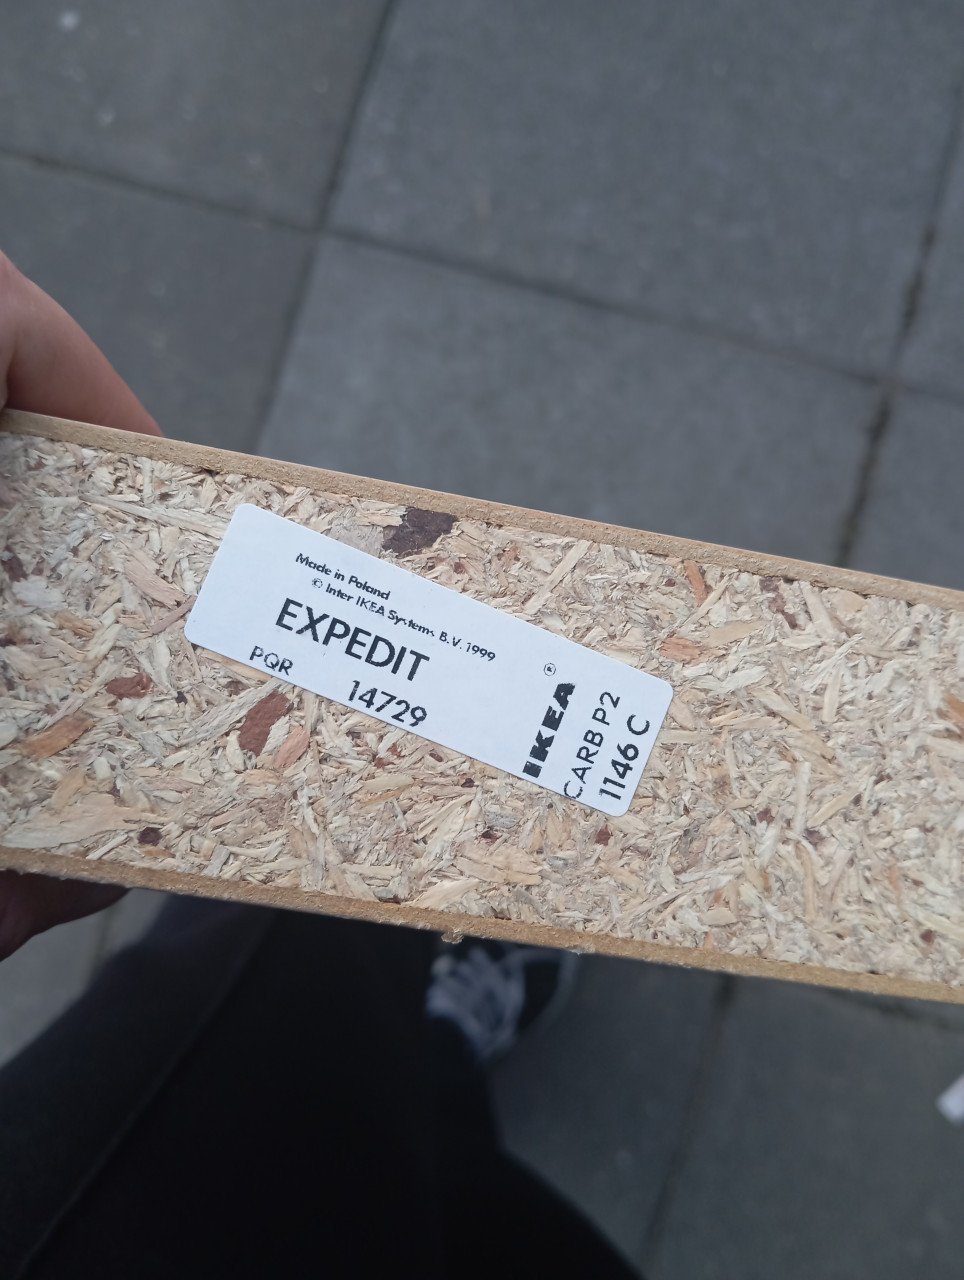 Made in Poland
© Inter IKEA Systems B.V. 1999
EXPEDIT
PQR 14729
IKEA ®
CARB P2
1146 C